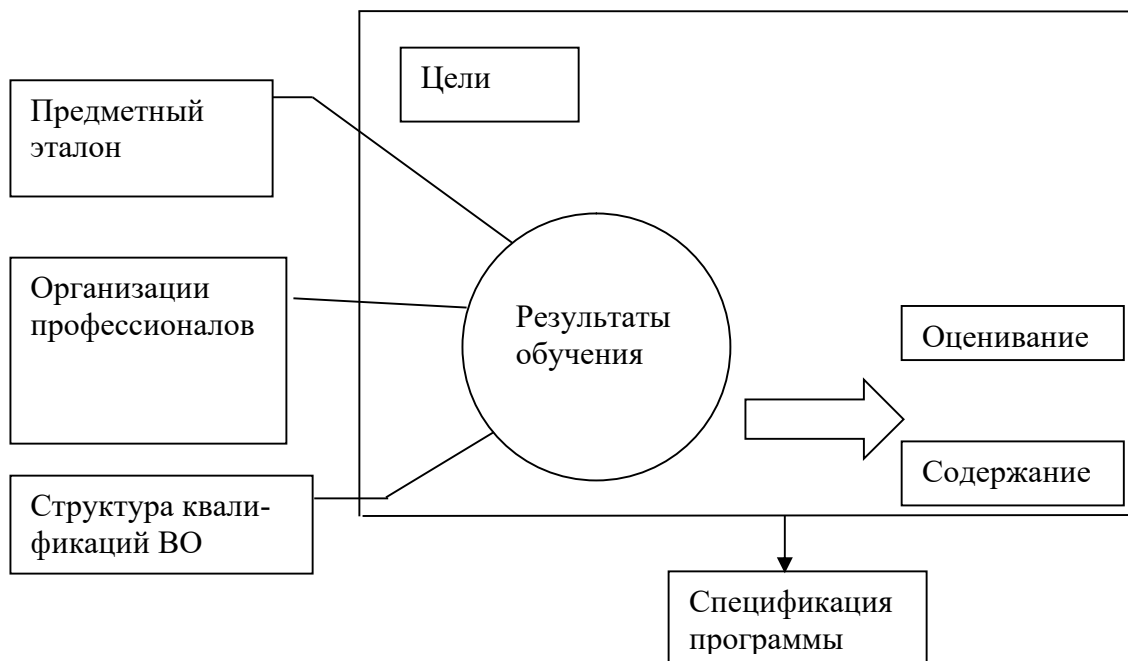 Цели
Предметный
эталон
Организации
профессионалов
Результаты
обучения
Оценивание
Содержание
Структура квали-
фикаций ВО
Спецификация
программы